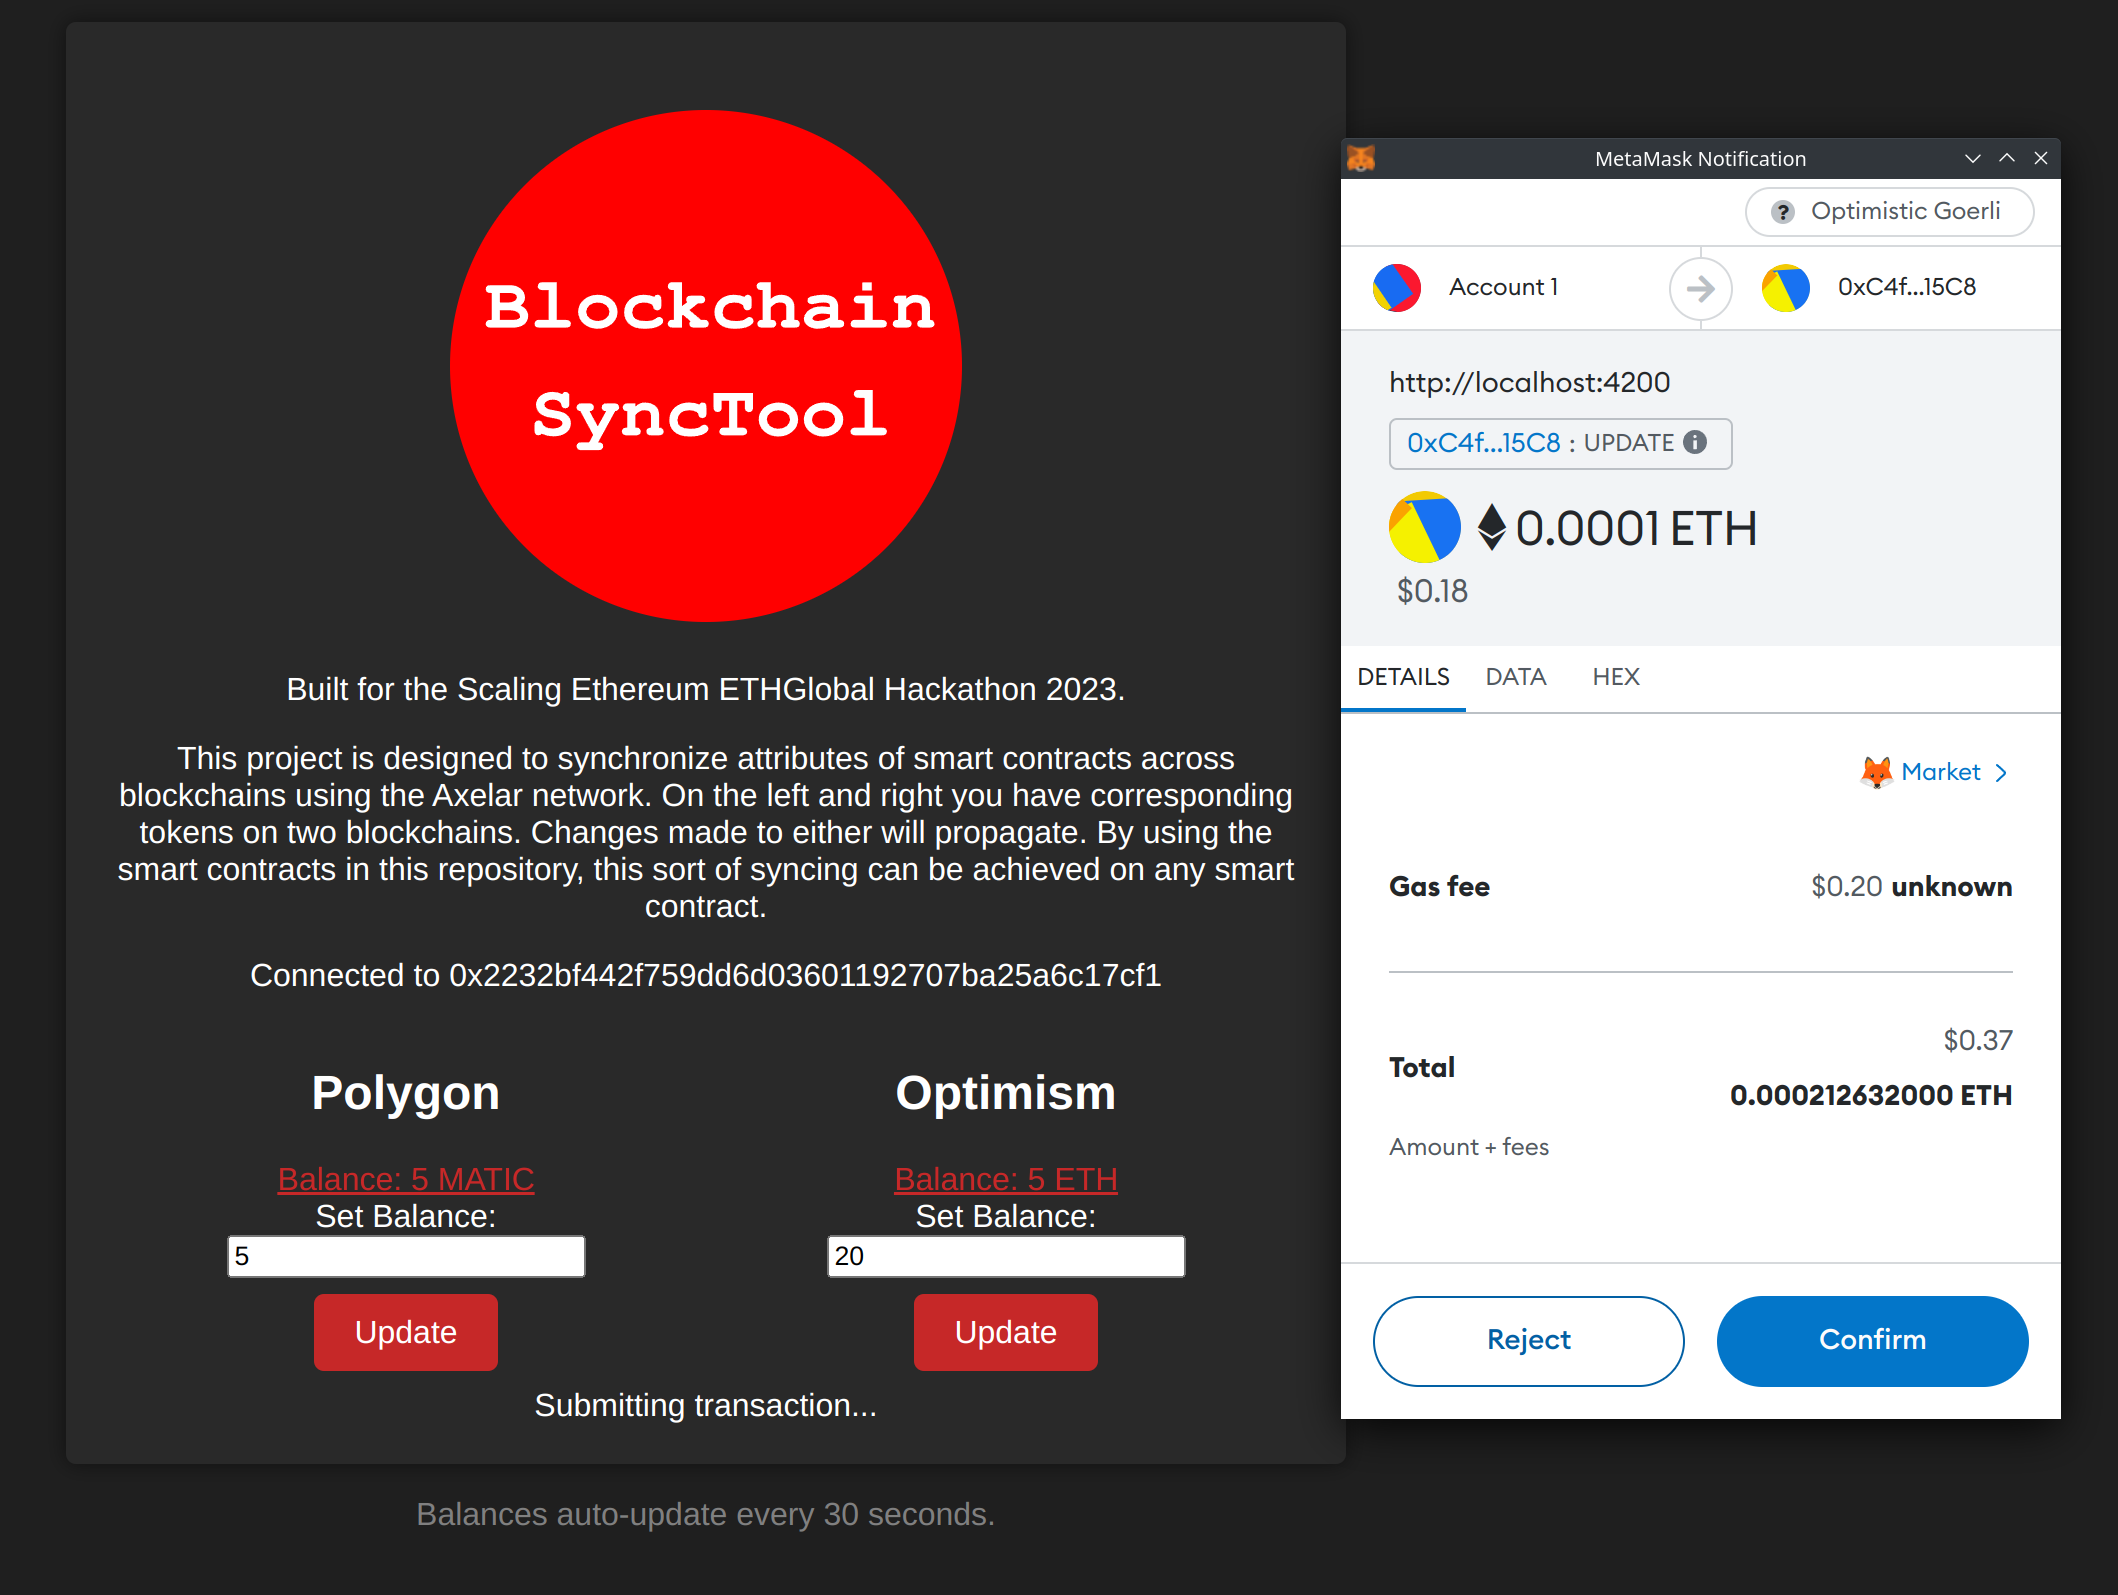 Blockchain
SyncTool
Built for the Scaling Ethereum ETHGlobal Hackathon 2023.
This project is designed to synchronize attributes of smart contracts across
blockchains using the Axelar network. On the left and right you have corresponding
tokens on two blockchains. Changes made to either will propagate. By using the
smart contracts in this repository, this sort of syncing can be achieved on any smart
contract.
Connected to 0x2232bf442f759dd6d03601192707ba25a6c17cf1
Polygon
Balance: 5 MATIC
Set Balance:
5
Update
Optimism
Balance: 5 ETH
Set Balance:
20
Update
Submitting transaction...
Balances auto-update every 30 seconds.
MetaMask Notification
? Optimistic Goerli
Account 1
0xC4f...15C8
http://localhost:4200
0xC4f...15C8 : UPDATE
0.0001 ETH
$0.18
DETAILS DATA HEX
Market
Gas fee $0.20 unknown
$0.37
Total
0.000212632000 ETH
Amount + fees
Reject
Confirm